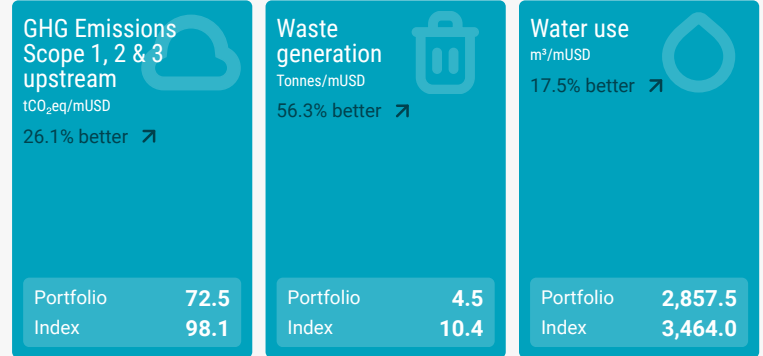 GHG Emissions
Scope 1, 2 & 3
upstream
tCO₂eq/mUSD
26.1% better
Portfolio 72.5
Index 98.1
Waste
generation
Tonnes/mUSD
56.3% better
Portfolio 4.5
Index 10.4
Water use
m³/mUSD
17.5% better
Portfolio 2,857.5
Index 3,464.0